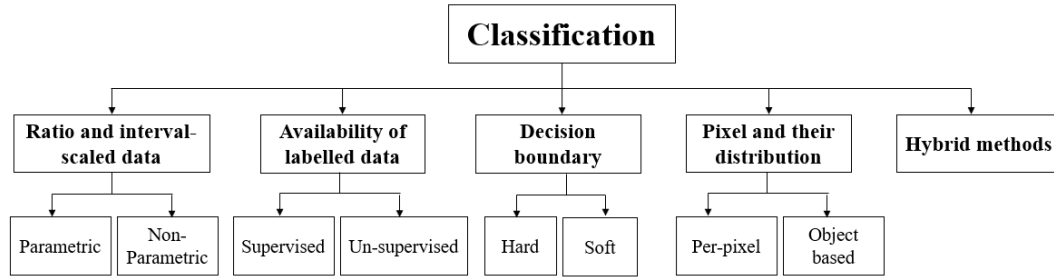 Classification
Ratio and interval-
scaled data
Availability of
labelled data
Decision
boundary
Pixel and their
distribution
Hybrid methods
Parametric
Non-
Parametric
Supervised
Un-supervised
Hard
Soft
Per-pixel
Object
based